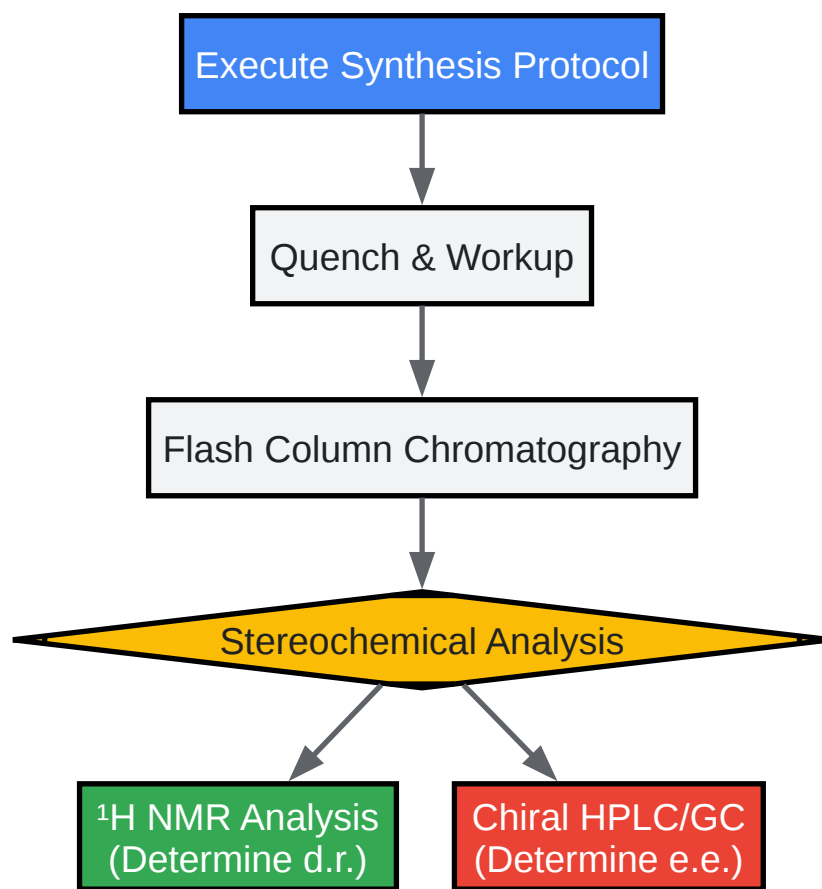 Execute Synthesis Protocol
Quench & Workup
Flash Column Chromatography
Stereochemical Analysis
¹H NMR Analysis
(Determine d.r.)
Chiral HPLC/GC
(Determine e.e.)